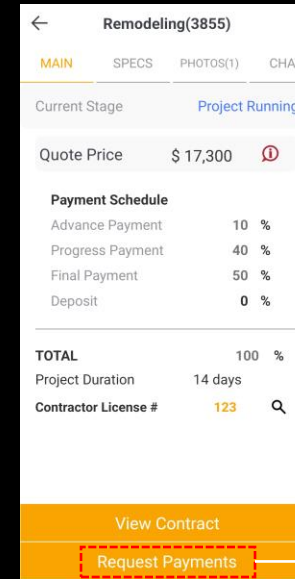 Remodeling(3855)
MAIN SPECS PHOTOS(1) CHA
Current Stage Project Running
Quote Price $ 17,300
Payment Schedule
Advance Payment 10 %
Progress Payment 40 %
Final Payment 50 %
Deposit 0 %
TOTAL 100 %
Project Duration 14 days
Contractor License # 123
View Contract
Request Payments